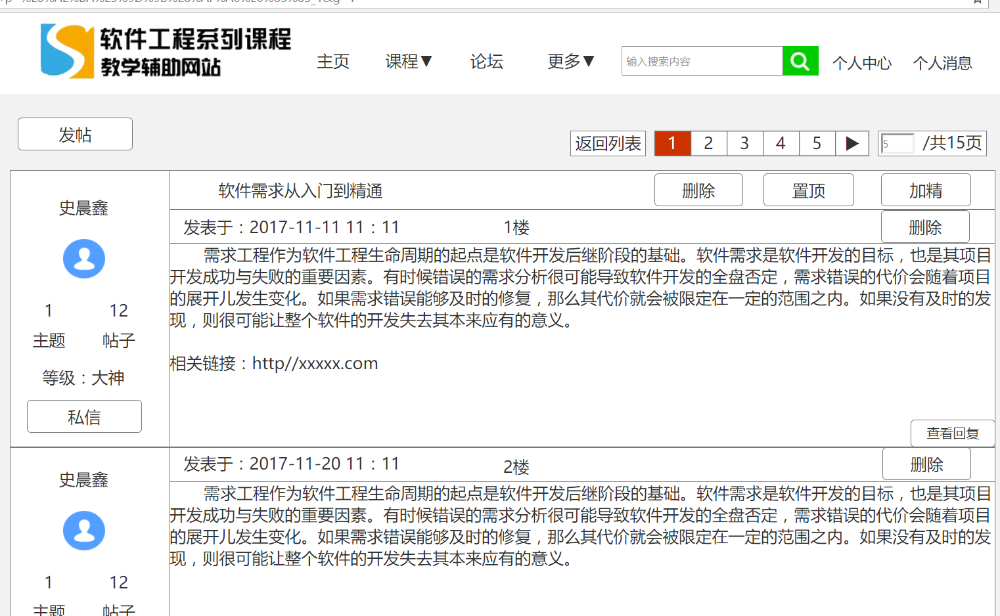 软件工程系列课程
教学辅助网站
主页 课程▼ 论坛 更多▼ 输入搜索内容 个人中心 个人消息
发帖
返回列表 1 2 3 4 5 ▶ 5 /共15页
史晨鑫
软件需求从入门到精通 删除 置顶 加精
发表于：2017-11-11 11：11 1楼 删除
需求工程作为软件工程生命周期的起点是软件开发后继阶段的基础。软件需求是软件开发的目标，也是其项目
开发成功与失败的重要因素。有时候错误的需求分析很可能导致软件开发的全盘否定，需求错误的代价会随着项目
的展开儿发生变化。如果需求错误能够及时的修复，那么其代价就会被限定在一定的范围之内。如果没有及时的发
现，则很可能让整个软件的开发失去其本来应有的意义。
相关链接：http//xxxxx.com
1 12
主题 帖子
等级：大神
私信
查看回复
史晨鑫
发表于：2017-11-20 11：11 2楼 删除
需求工程作为软件工程生命周期的起点是软件开发后继阶段的基础。软件需求是软件开发的目标，也是其项目
开发成功与失败的重要因素。有时候错误的需求分析很可能导致软件开发的全盘否定，需求错误的代价会随着项目
的展开儿发生变化。如果需求错误能够及时的修复，那么其代价就会被限定在一定的范围之内。如果没有及时的发
现，则很可能让整个软件的开发失去其本来应有的意义。
1 12
主题 帖子